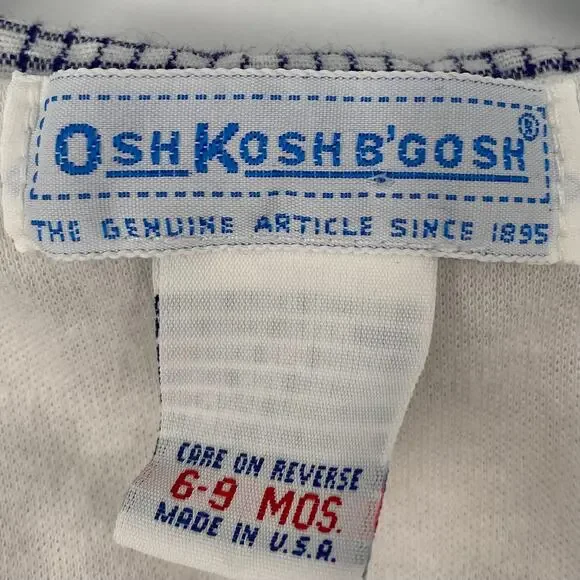 OSHKOSH B'GOSH®
THE GENUINE ARTICLE SINCE 1895
CARE ON REVERSE
6-9 MOS.
MADE IN U.S.A.